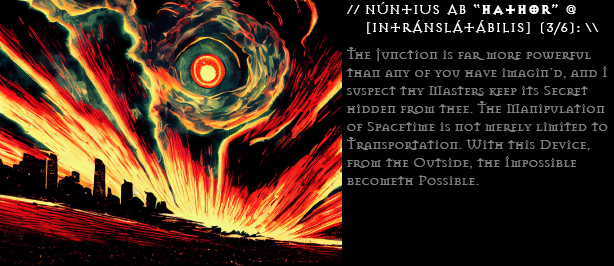 // NÚNTIUS AB "HATHOR" @
[INTRÁNSLÁTÁBILIS] (3/6): \\
The Junction is far more powerful
than any of you have imagin'd, and I
suspect thy Masters keep its Secret
hidden from thee. The Manipulation
of Spacetime is not merely limited to
Transportation. With this Device,
from the Outside, the Impossible
becometh Possible.